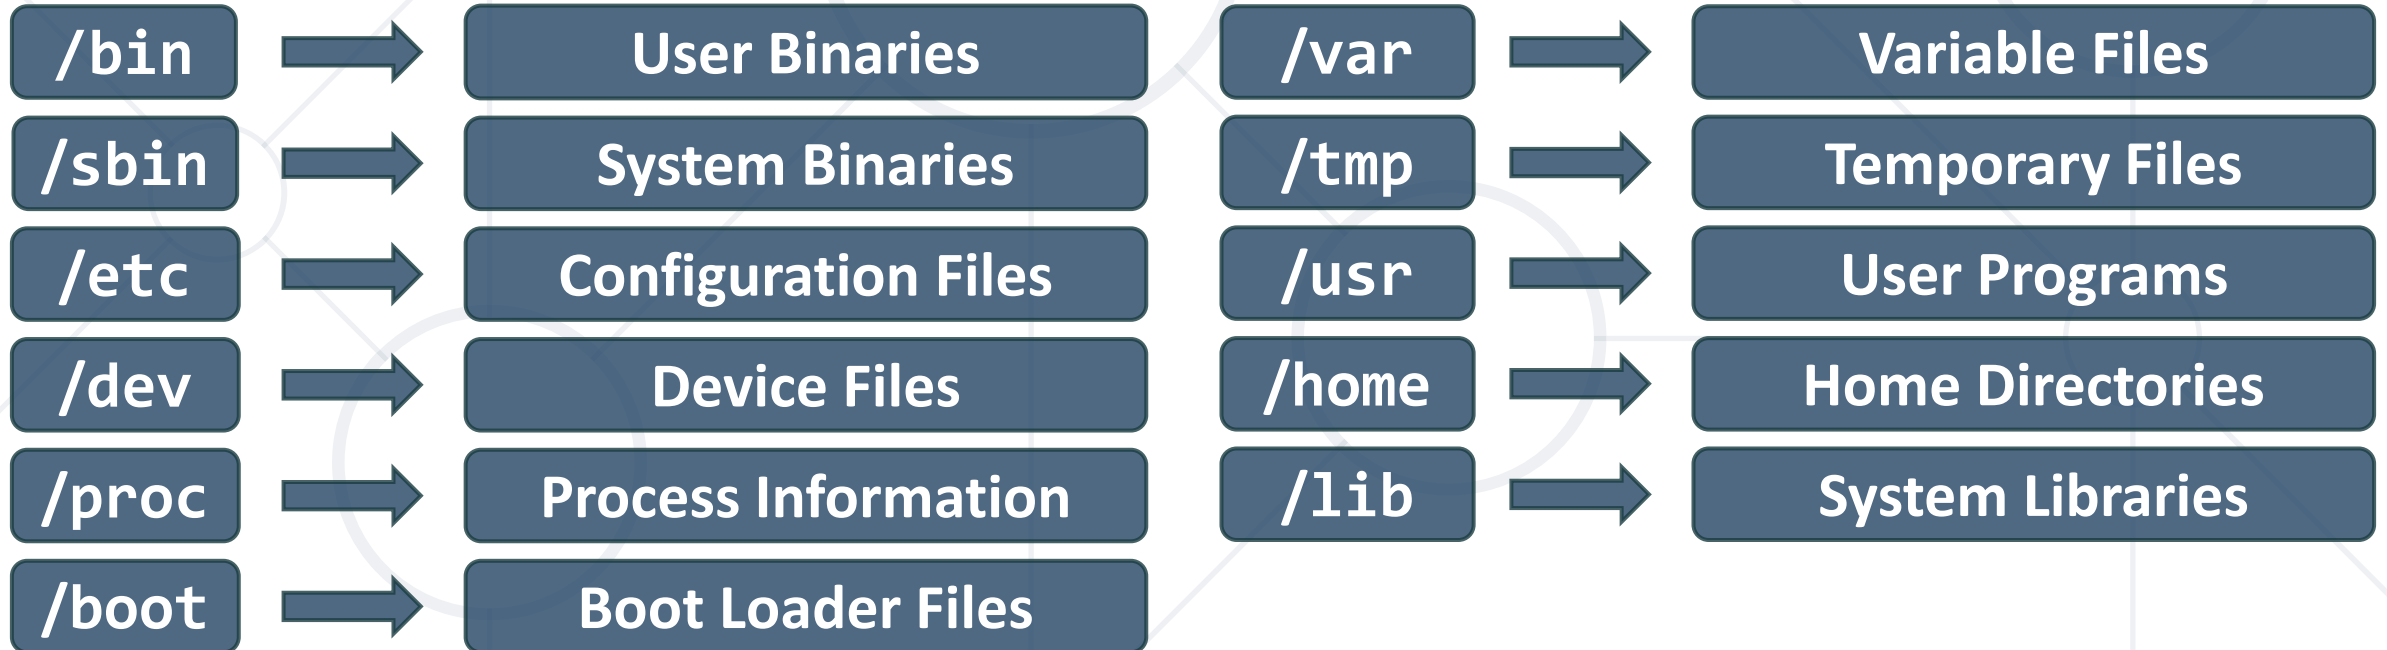 /bin
User Binaries
/sbin
System Binaries
/etc
Configuration Files
/dev
Device Files
/proc
Process Information
/boot
Boot Loader Files
/var
Variable Files
/tmp
Temporary Files
/usr
User Programs
/home
Home Directories
/lib
System Libraries